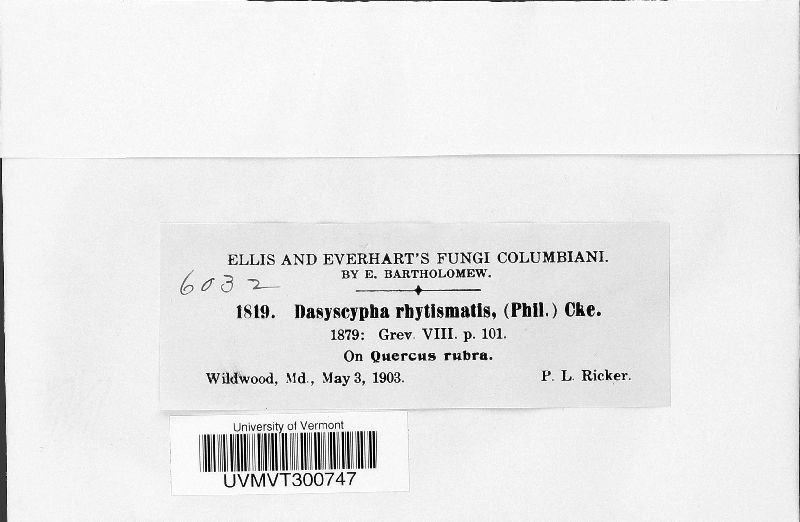 ELLIS AND EVERHART'S FUNGI COLUMBIANI.
BY E. BARTHOLOMEW.
6032
1819. Dasyscypha rhytismatis, (Phil.) Cke.
1879: Grev. VIII. p. 101.
On Quercus rubra.
Wildwood, Md., May 3, 1903. P. L. Ricker.
University of Vermont
UVMVT300747